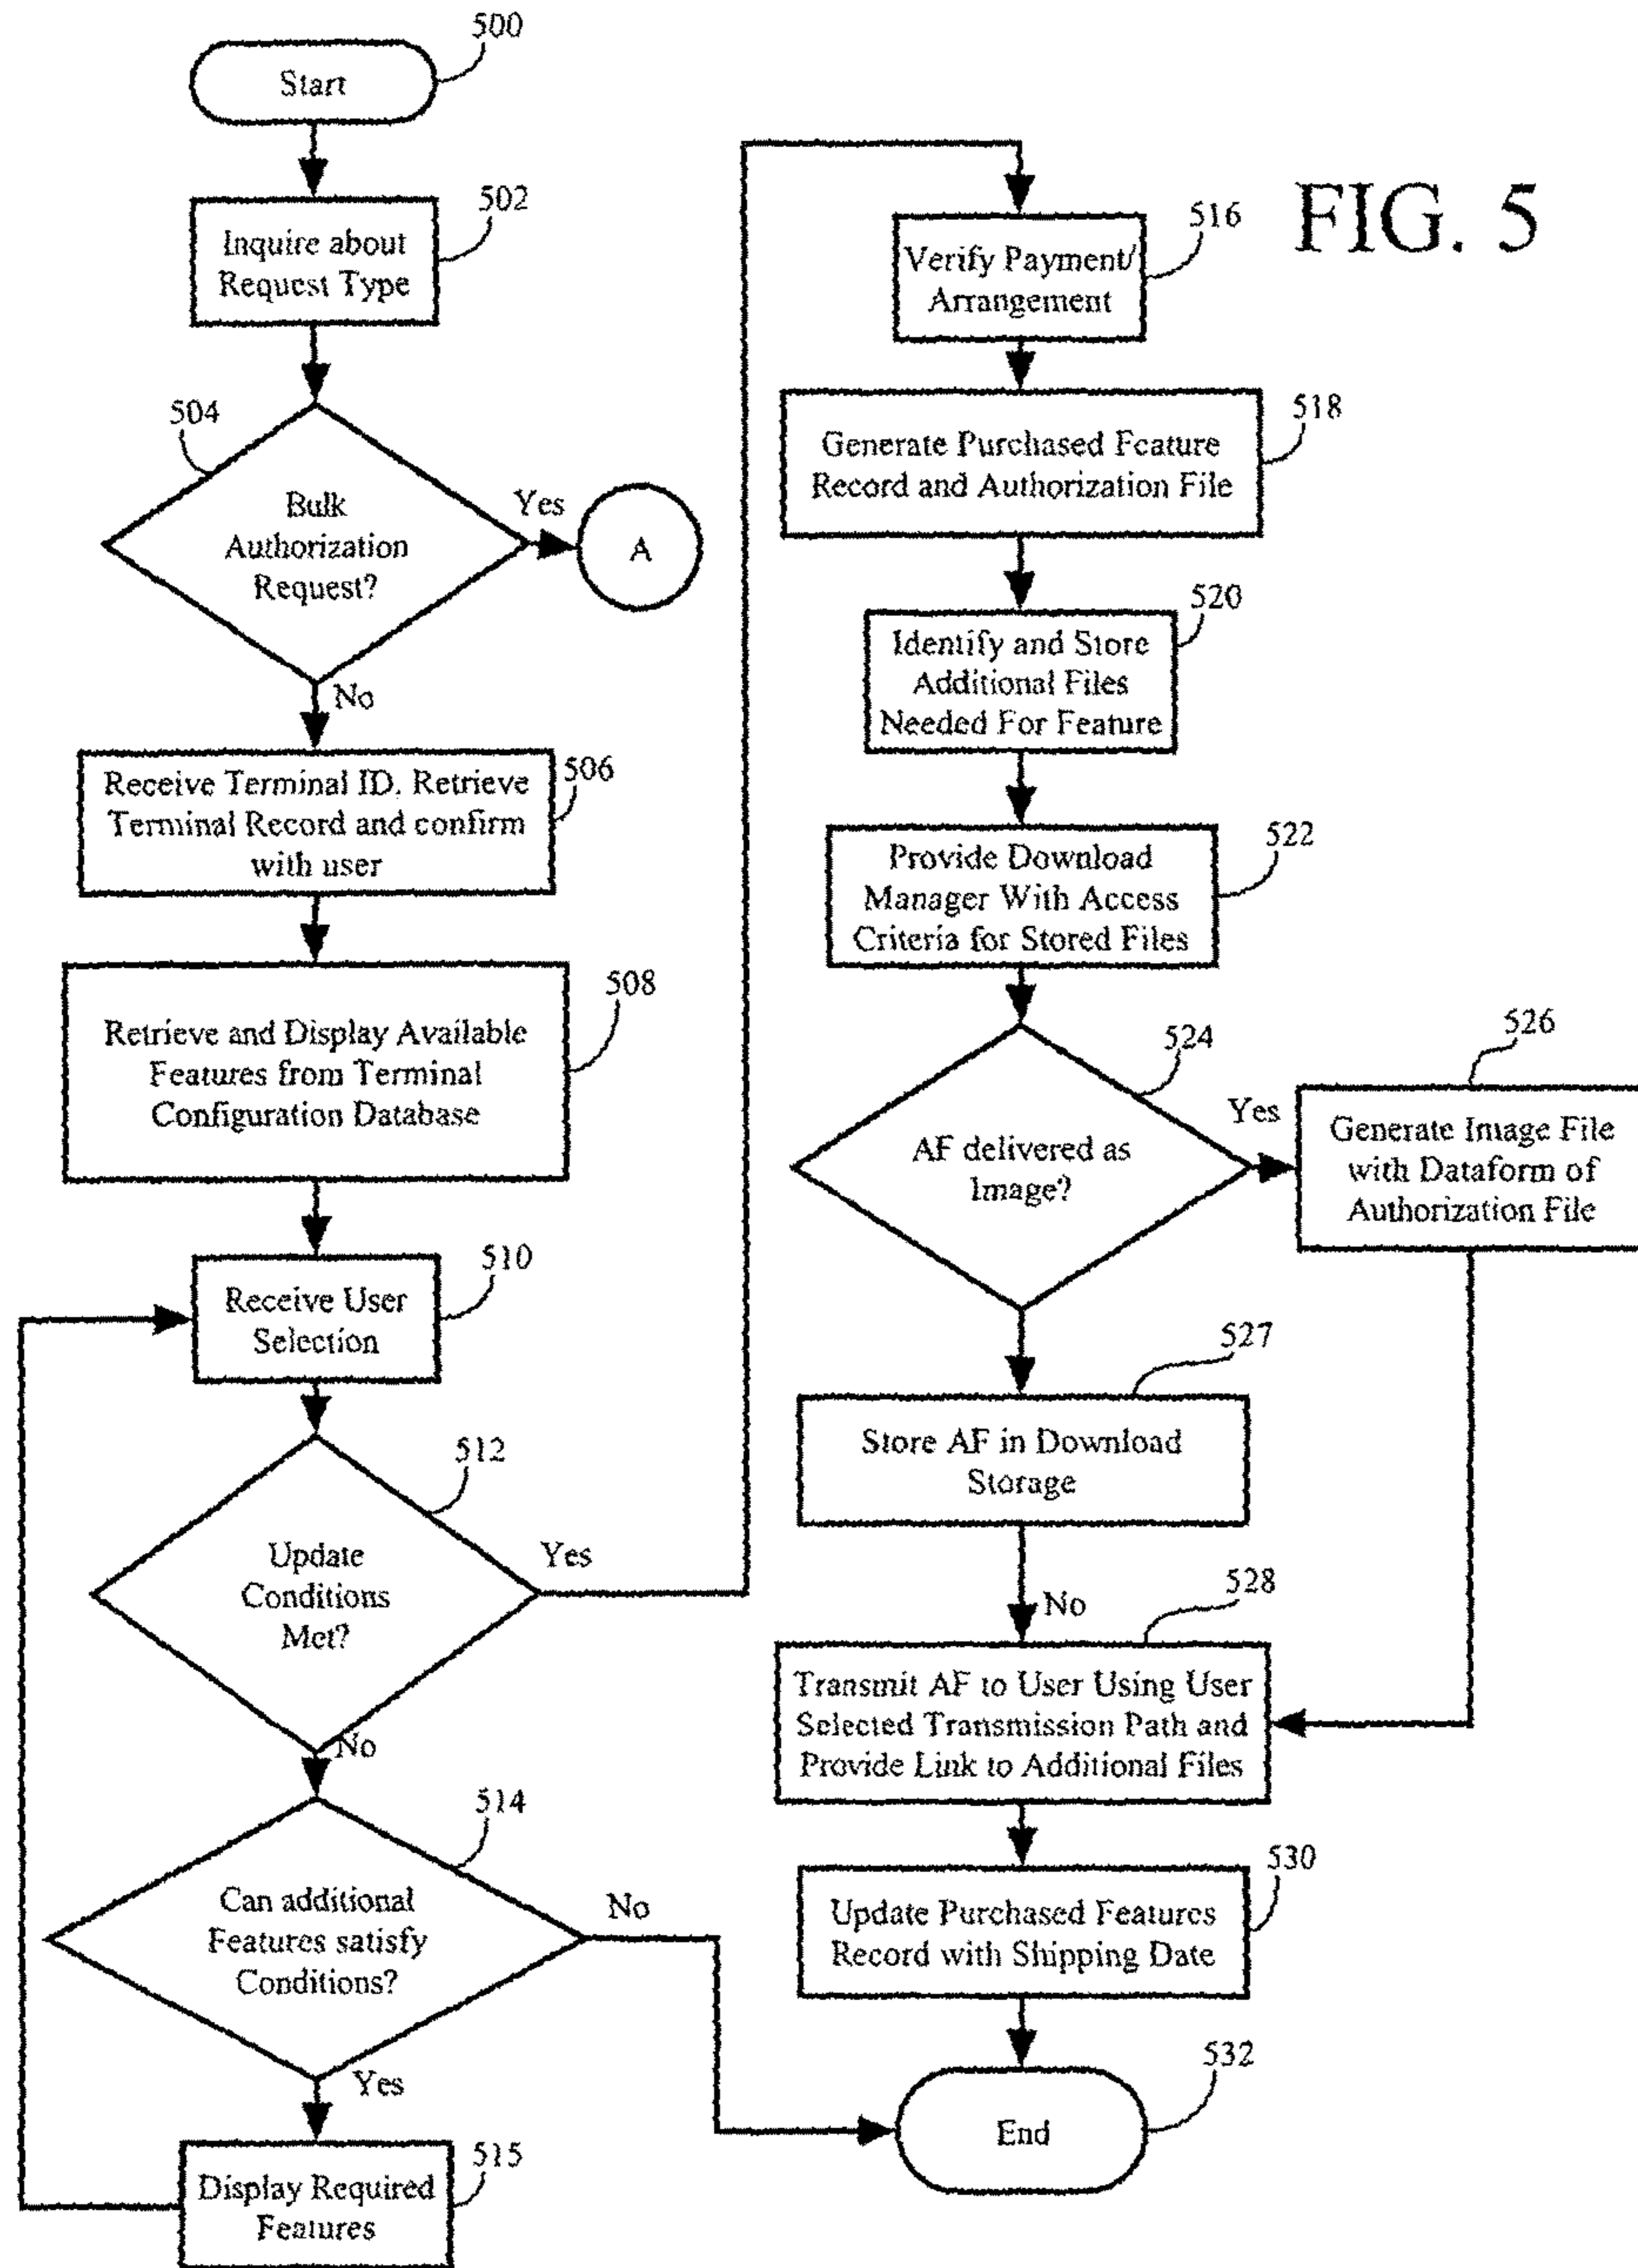 500
Start
502
Inquire about
Request Type
504
Bulk
Authorization
Request?
Yes
A
No
506
Receive Terminal ID, Retrieve
Terminal Record and confirm
with user
508
Retrieve and Display Available
Features from Terminal
Configuration Database
510
Receive User
Selection
512
Update
Conditions
Met?
Yes
No
514
Can additional
Features satisfy
Conditions?
No
Yes
515
Display Required
Features
FIG. 5
516
Verify Payment/
Arrangement
518
Generate Purchased Feature
Record and Authorization File
520
Identify and Store
Additional Files
Needed For Feature
522
Provide Download
Manager With Access
Criteria for Stored Files
524
AF delivered as
Image?
Yes
526
Generate Image File
with Dataform of
Authorization File
527
Store AF in Download
Storage
No
528
Transmit AF to User Using User
Selected Transmission Path and
Provide Link to Additional Files
530
Update Purchased Features
Record with Shipping Date
532
End